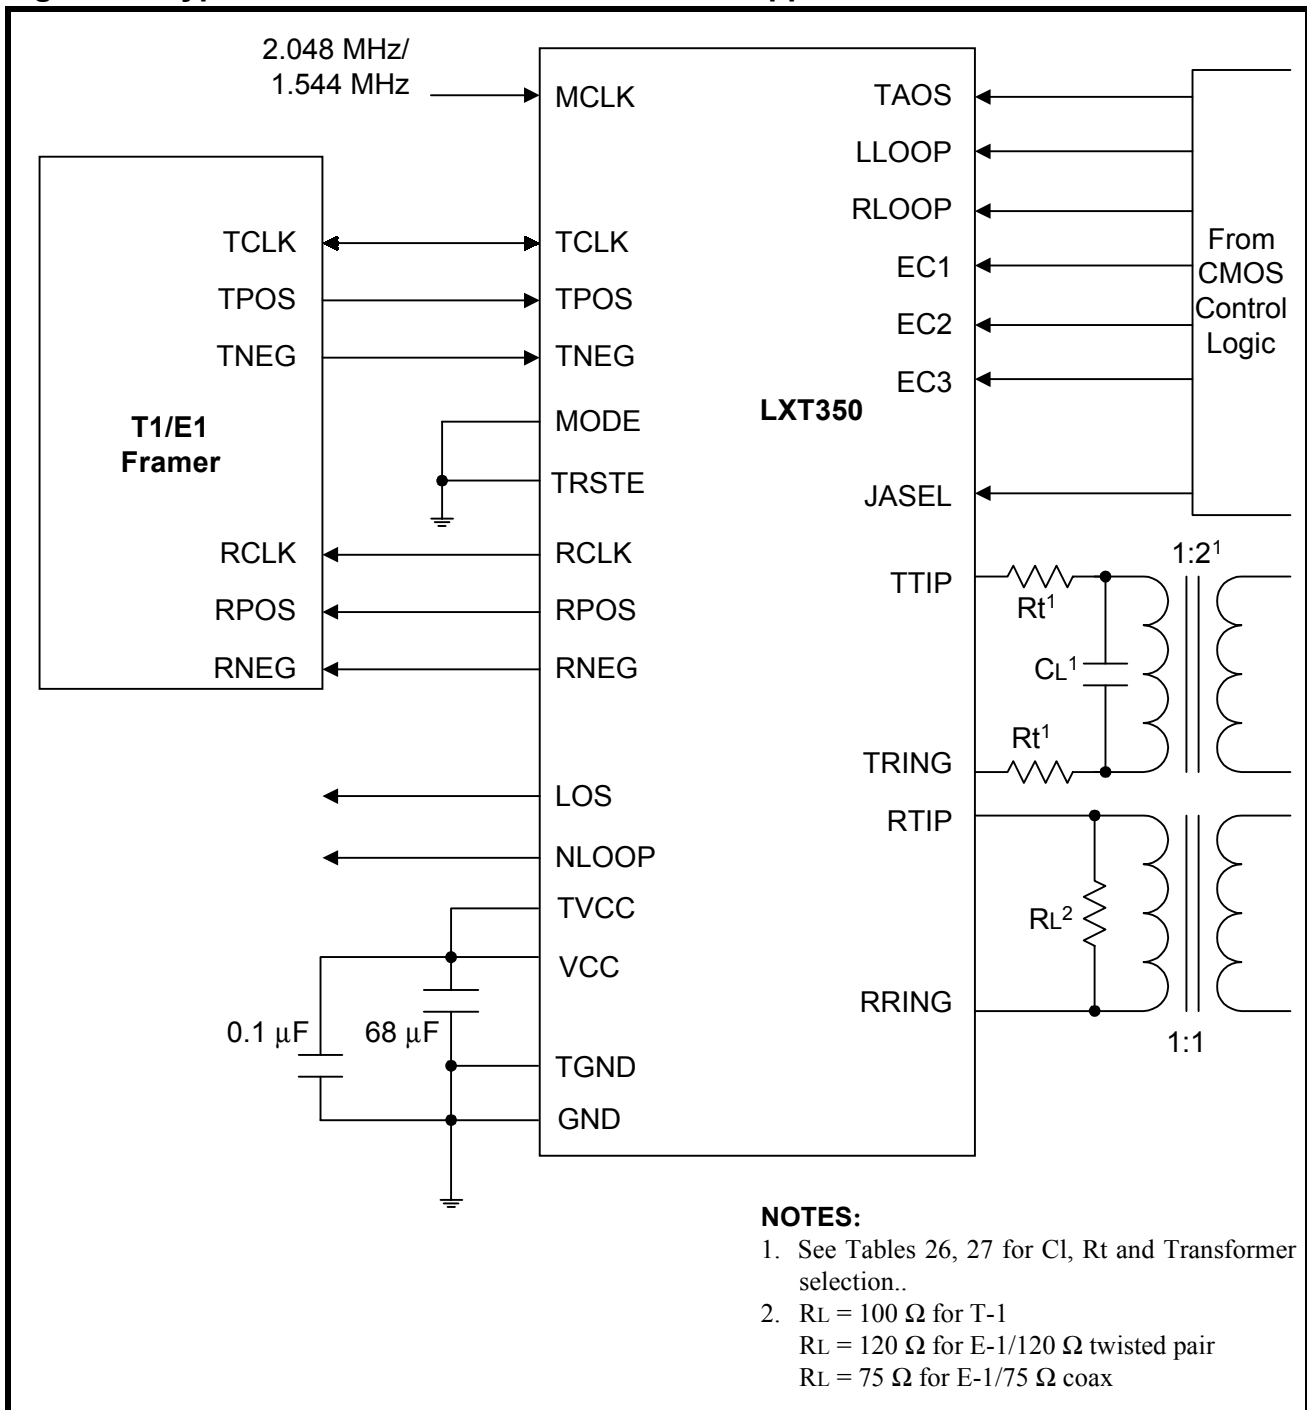 2.048 MHz/
1.544 MHz
MCLK
TAOS
LLOOP
RLOOP
EC1
EC2
EC3
JASEL
From
CMOS
Control
Logic
TCLK
TPOS
TNEG
T1/E1
Framer
RCLK
RPOS
RNEG
TCLK
TPOS
TNEG
MODE
TRSTE
RCLK
RPOS
RNEG
LXT350
LOS
NLOOP
TVCC
VCC
TGND
GND
0.1 µF
68 µF
TTIP
TRING
RTIP
RRING
Rt¹
CL¹
Rt¹
1:2¹
RL²
1:1
NOTES:
1. See Tables 26, 27 for Cl, Rt and Transformer
selection..
2. RL = 100 Ω for T-1
RL = 120 Ω for E-1/120 Ω twisted pair
RL = 75 Ω for E-1/75 Ω coax